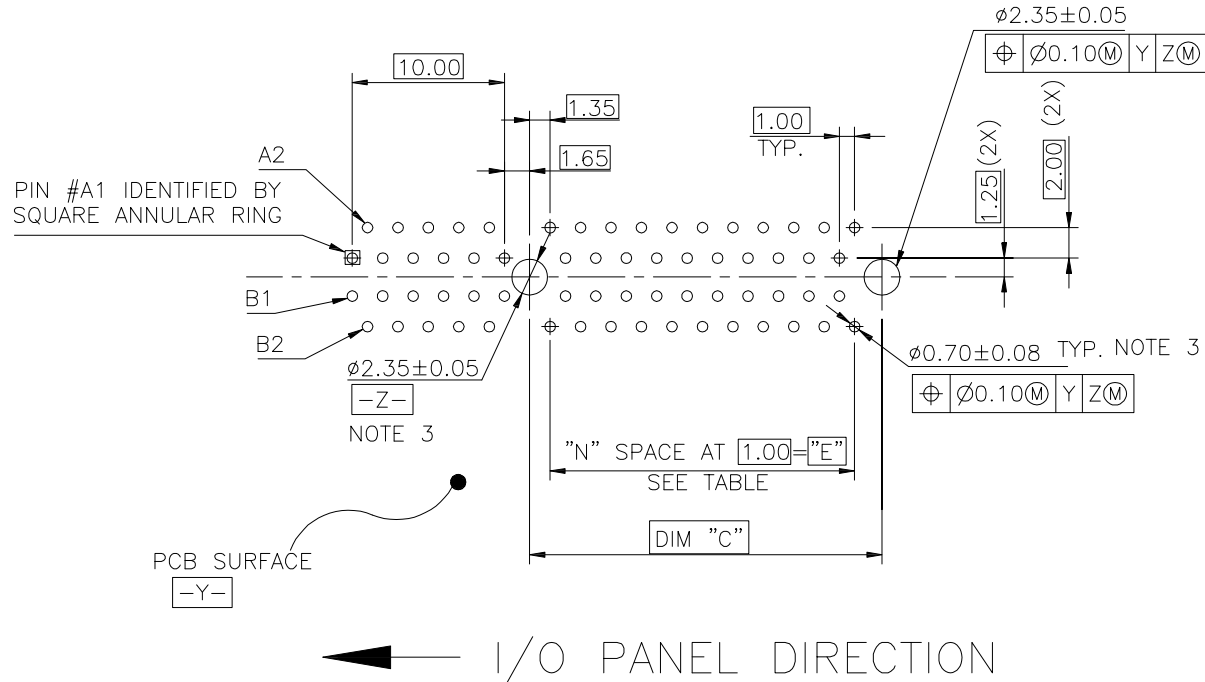 ø2.35±0.05
⌖ Ø0.10Ⓜ Y ZⓂ
10.00
1.35
1.65
1.00
TYP.
1.25 (2X)
2.00 (2X)
A2
PIN #A1 IDENTIFIED BY
SQUARE ANNULAR RING
B1
B2
ø2.35±0.05
-Z-
NOTE 3
ø0.70±0.08 TYP. NOTE 3
⌖ Ø0.10Ⓜ Y ZⓂ
"N" SPACE AT 1.00="E"
SEE TABLE
DIM "C"
PCB SURFACE
-Y-
I/O PANEL DIRECTION